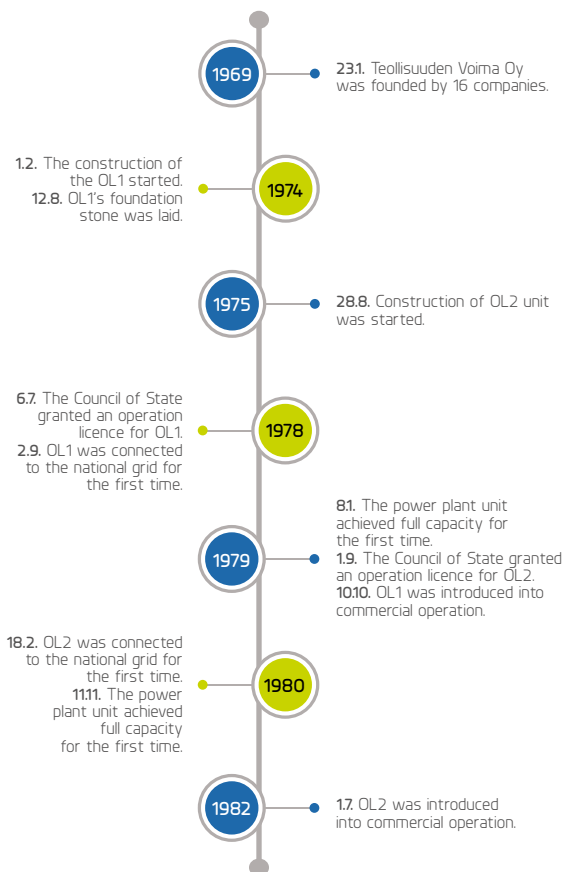 1969
23.1. Teollisuuden Voima Oy
was founded by 16 companies.
1.2. The construction of
the OL1 started.
12.8. OL1's foundation
stone was laid.
1974
1975
28.8. Construction of OL2 unit
was started.
6.7. The Council of State
granted an operation
licence for OL1.
2.9. OL1 was connected
to the national grid for
the first time.
1978
1979
8.1. The power plant unit
achieved full capacity for
the first time.
1.9. The Council of State granted
an operation licence for OL2.
10.10. OL1 was introduced into
commercial operation.
18.2. OL2 was connected
to the national grid for
the first time.
11.11. The power
plant unit achieved
full capacity
for the first time.
1980
1982
1.7. OL2 was introduced
into commercial operation.